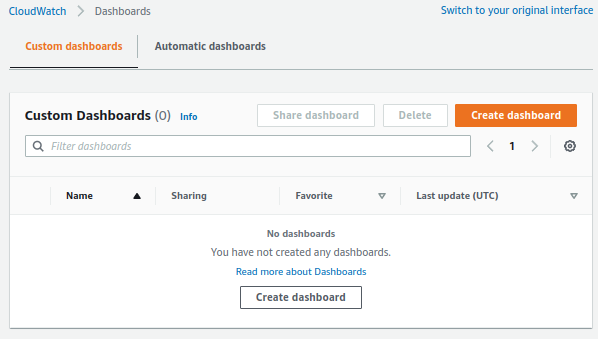 CloudWatch > Dashboards
Switch to your original interface
Custom dashboards
Automatic dashboards
Custom Dashboards (0) Info
Share dashboard
Delete
Create dashboard
Filter dashboards
1
Name
Sharing
Favorite
Last update (UTC)
No dashboards
You have not created any dashboards.
Read more about Dashboards
Create dashboard